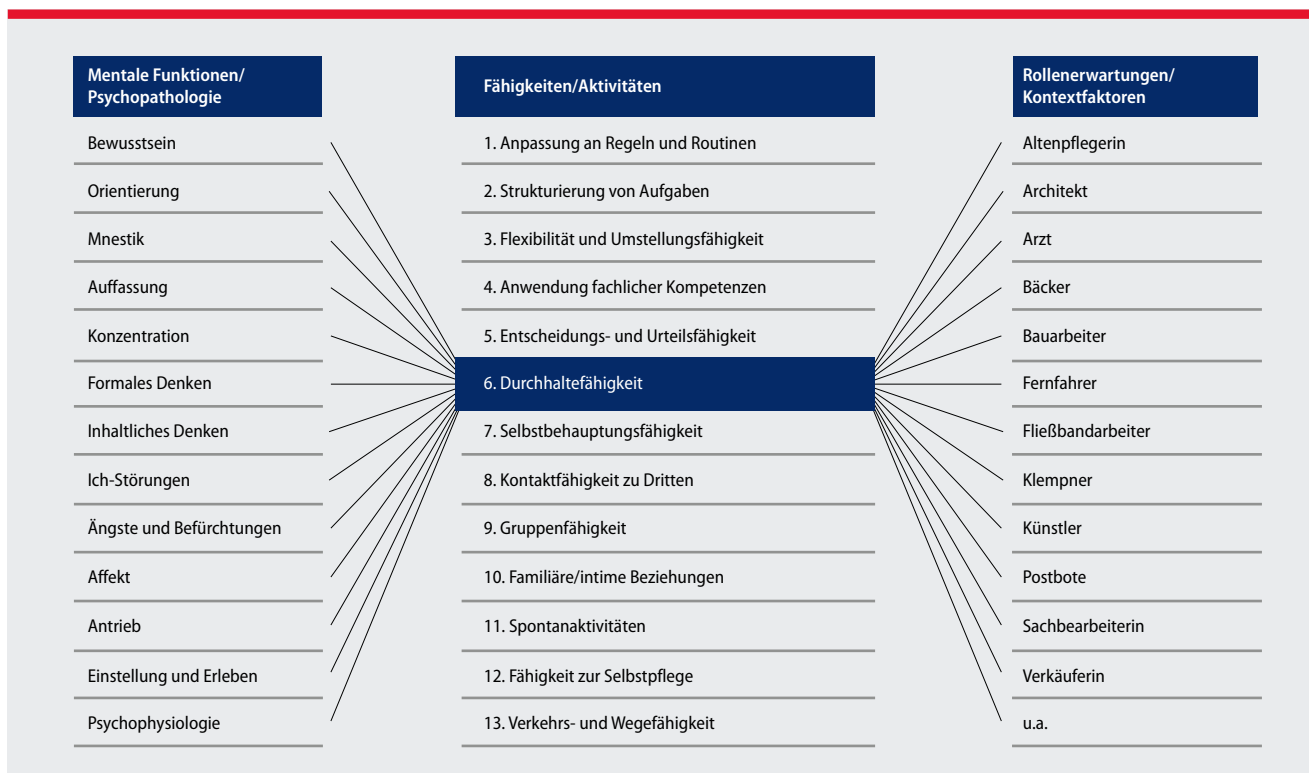 Mentale Funktionen/
Psychopathologie
Bewusstsein
Orientierung
Mnestik
Auffassung
Konzentration
Formales Denken
Inhaltliches Denken
Ich-Störungen
Ängste und Befürchtungen
Affekt
Antrieb
Einstellung und Erleben
Psychophysiologie
Fähigkeiten/Aktivitäten
1. Anpassung an Regeln und Routinen
2. Strukturierung von Aufgaben
3. Flexibilität und Umstellungsfähigkeit
4. Anwendung fachlicher Kompetenzen
5. Entscheidungs- und Urteilsfähigkeit
6. Durchhaltefähigkeit
7. Selbstbehauptungsfähigkeit
8. Kontaktfähigkeit zu Dritten
9. Gruppenfähigkeit
10. Familiäre/intime Beziehungen
11. Spontanaktivitäten
12. Fähigkeit zur Selbstpflege
13. Verkehrs- und Wegefähigkeit
Rollenerwartungen/
Kontextfaktoren
Altenpflegerin
Architekt
Arzt
Bäcker
Bauarbeiter
Fernfahrer
Fließbandarbeiter
Klempner
Künstler
Postbote
Sachbearbeiterin
Verkäuferin
u.a.